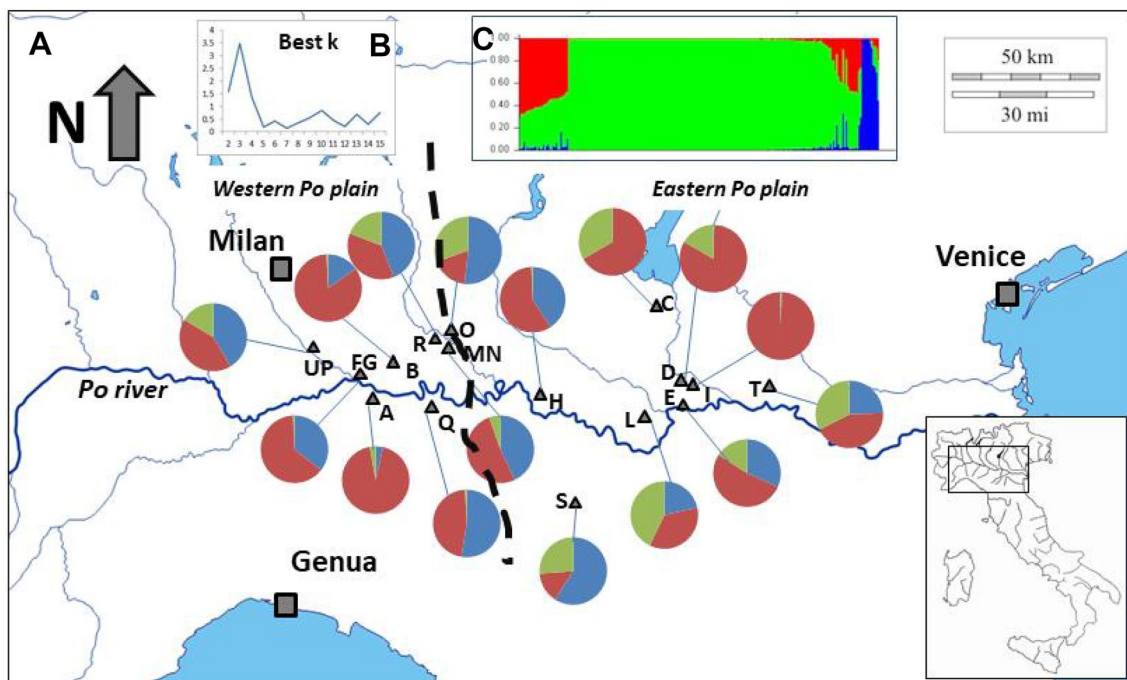 A
N
Best k
B
4
3.5
3
2.5
2
1.5
1
0.5
0
2 3 4 5 6 7 8 9 10 11 12 13 14 15
C
1.00
0.80
0.60
0.40
0.20
0.00
50 km
30 mi
Western Po plain
Eastern Po plain
Milan
Venice
C
O
R
MN
UP
FG
B
D
I
T
Po river
A
Q
H
L
E
S
Genua